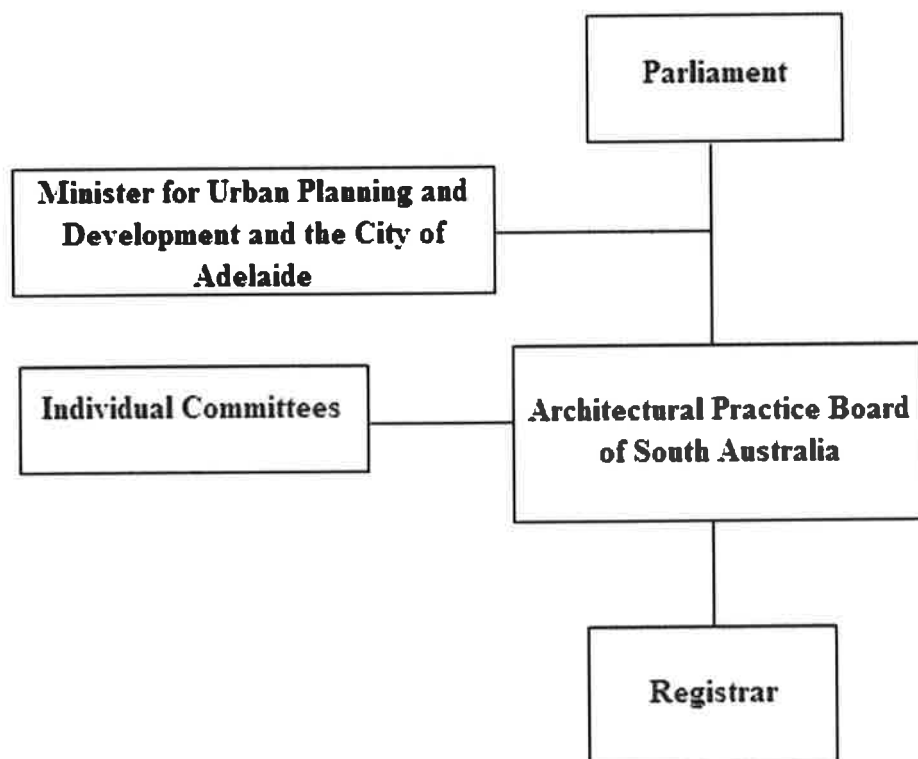 Parliament
Minister for Urban Planning and
Development and the City of
Adelaide
Individual Committees
Architectural Practice Board
of South Australia
Registrar